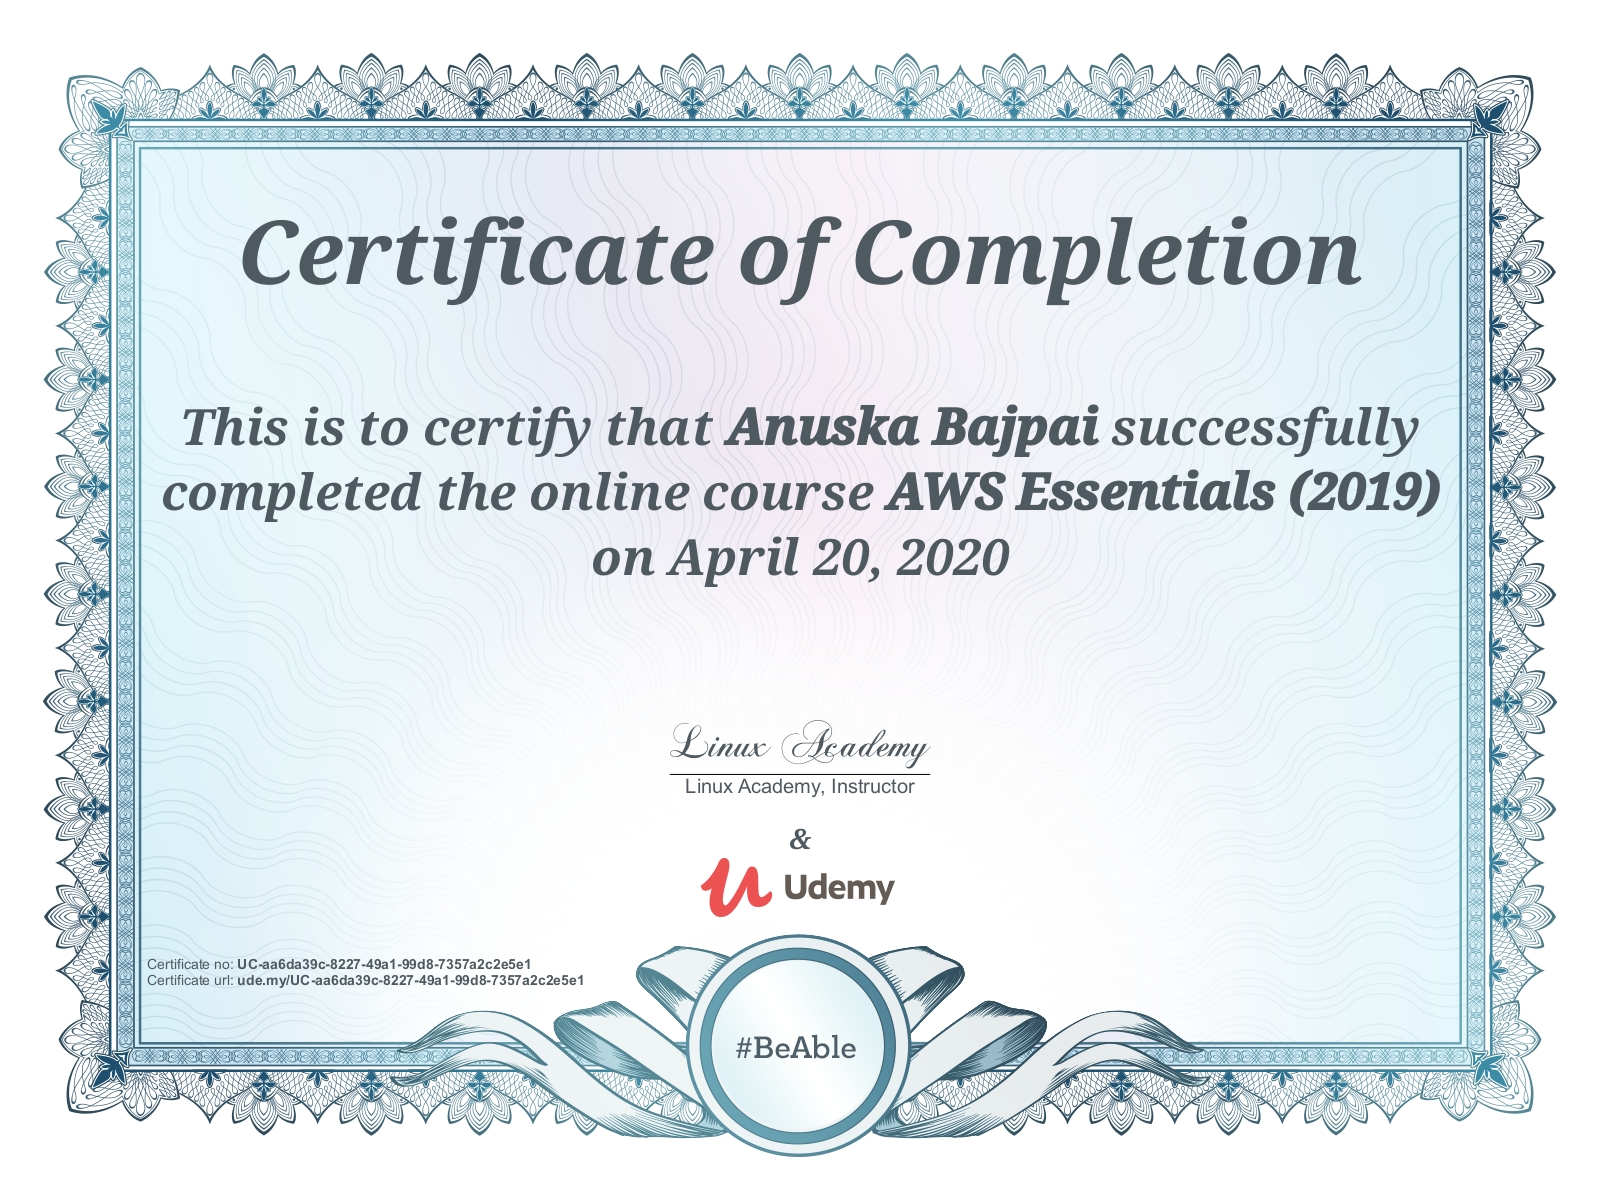 Certificate of Completion
This is to certify that Anuska Bajpai successfully
completed the online course AWS Essentials (2019)
on April 20, 2020
Linux Academy
Linux Academy, Instructor
&
Udemy
Certificate no: UC-aa6da39c-8227-49a1-99d8-7357a2c2e5e1
Certificate url: ude.my/UC-aa6da39c-8227-49a1-99d8-7357a2c2e5e1
#BeAble